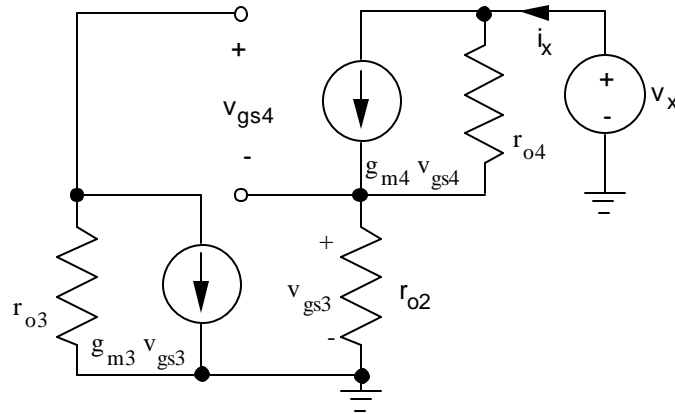 +
i_x
+
v_x
-
v_gs4
-
r_o4
g_m4 v_gs4
+
v_gs3
r_o2
-
r_o3
g_m3 v_gs3